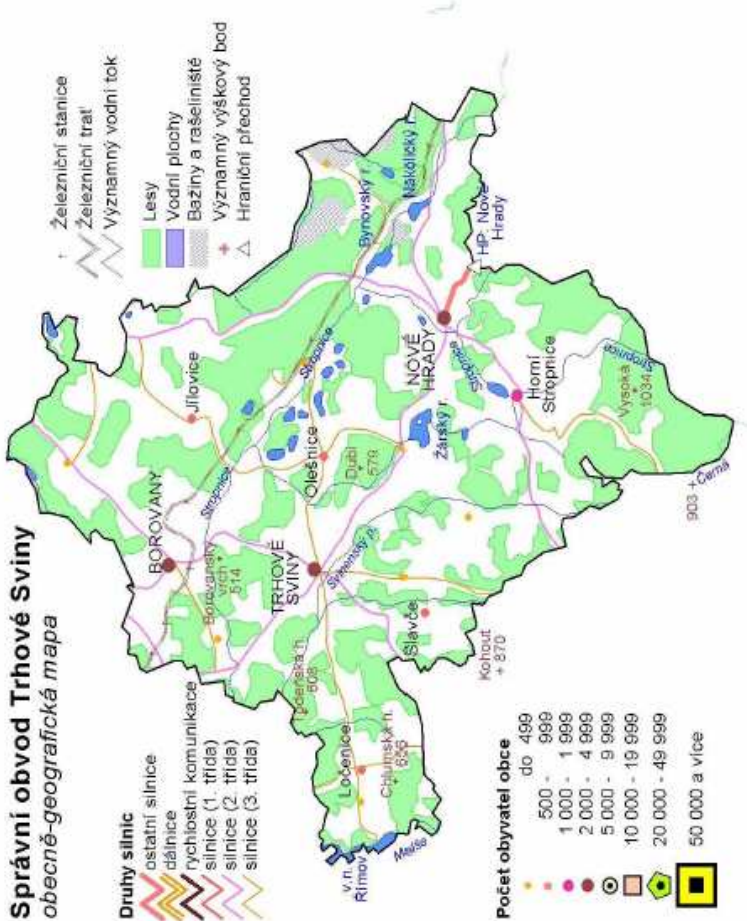 Správní obvod Trhové Sviny
obecně-geografická mapa
Druhy silnic
ostatní silnice
dálnice
rychlostní komunikace
silnice (1. třída)
silnice (2. třída)
silnice (3. třída)
Železniční stanice
Železniční trať
Významný vodní tok
Lesy
Vodní plochy
Bažiny a rašeliniště
Významný výškový bod
Hraniční přechod
BOROVANY
Borovanský
vrch
514
Jílovice
Stropnice
Stropnice
TRHOVÉ
SVINY
Olešnice
Dubí
579
Svinenský p.
Todeňská h.
608
Ločenice
Chlumská h.
Slavče
Kohout
870
v.n.
Římov
Malše
Žárský r.
NOVÉ
HRADY
Stropnice
Bynovský r.
Nakolický r.
HP: Nové
Hrady
Horní
Stropnice
Stropnice
Vysoká
1034
903
Černá
Počet obyvatel obce
do 499
500 - 999
1 000 - 1 999
2 000 - 4 999
5 000 - 9 999
10 000 - 19 999
20 000 - 49 999
50 000 a více